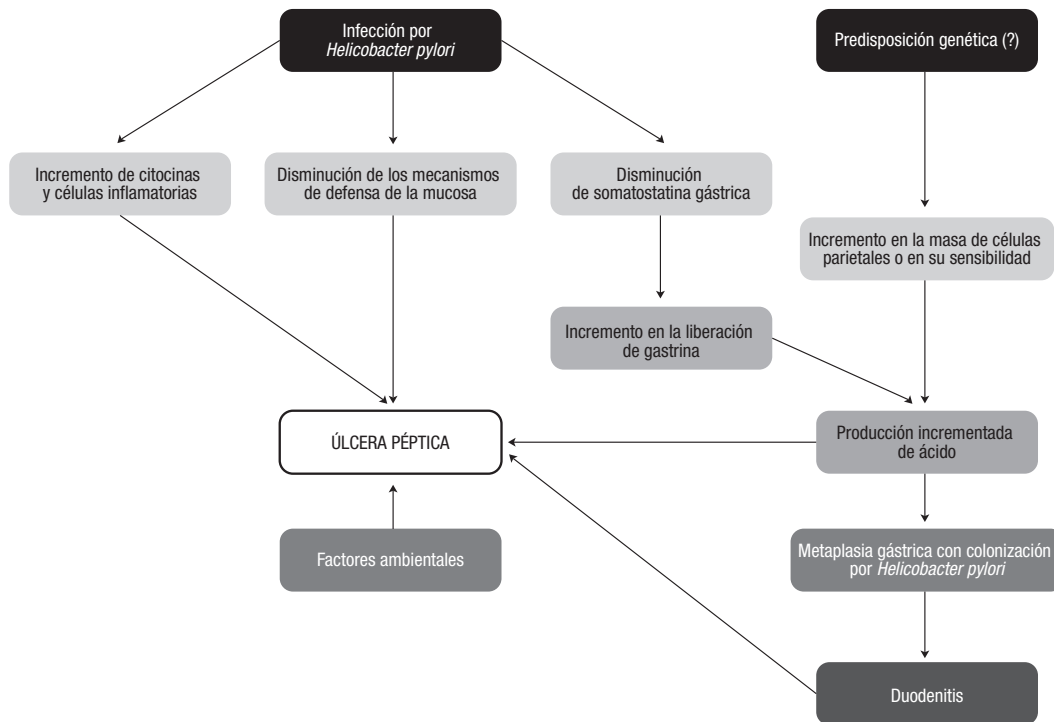 Infección por
Helicobacter pylori
Predisposición genética (?)
Incremento de citocinas
y células inflamatorias
Disminución de los mecanismos
de defensa de la mucosa
Disminución
de somatostatina gástrica
Incremento en la masa de células
parietales o en su sensibilidad
Incremento en la liberación
de gastrina
ÚLCERA PÉPTICA
Producción incrementada
de ácido
Factores ambientales
Metaplasia gástrica con colonización
por Helicobacter pylori
Duodenitis